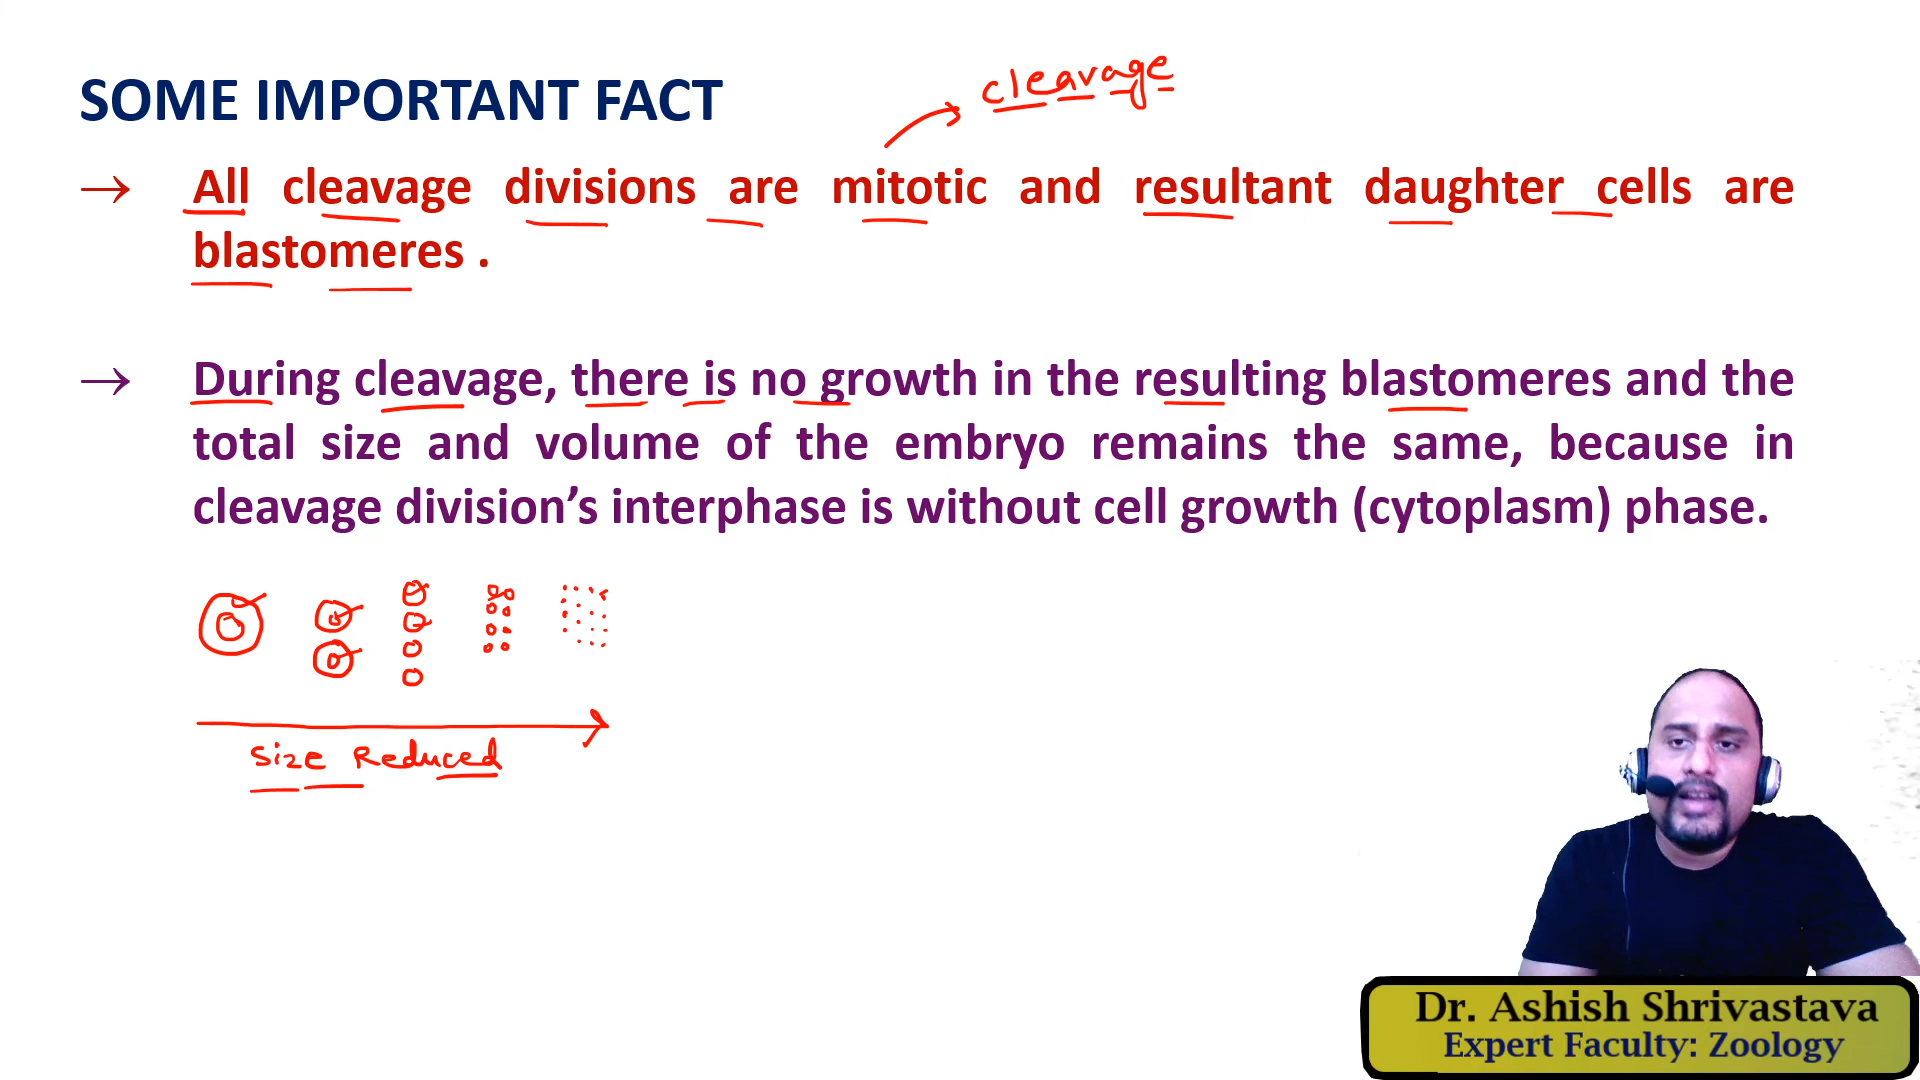 cleavage
SOME IMPORTANT FACT
→ All cleavage divisions are mitotic and resultant daughter cells are
blastomeres .
→ During cleavage, there is no growth in the resulting blastomeres and the
total size and volume of the embryo remains the same, because in
cleavage division’s interphase is without cell growth (cytoplasm) phase.
Size Reduced
Dr. Ashish Shrivastava
Expert Faculty: Zoology